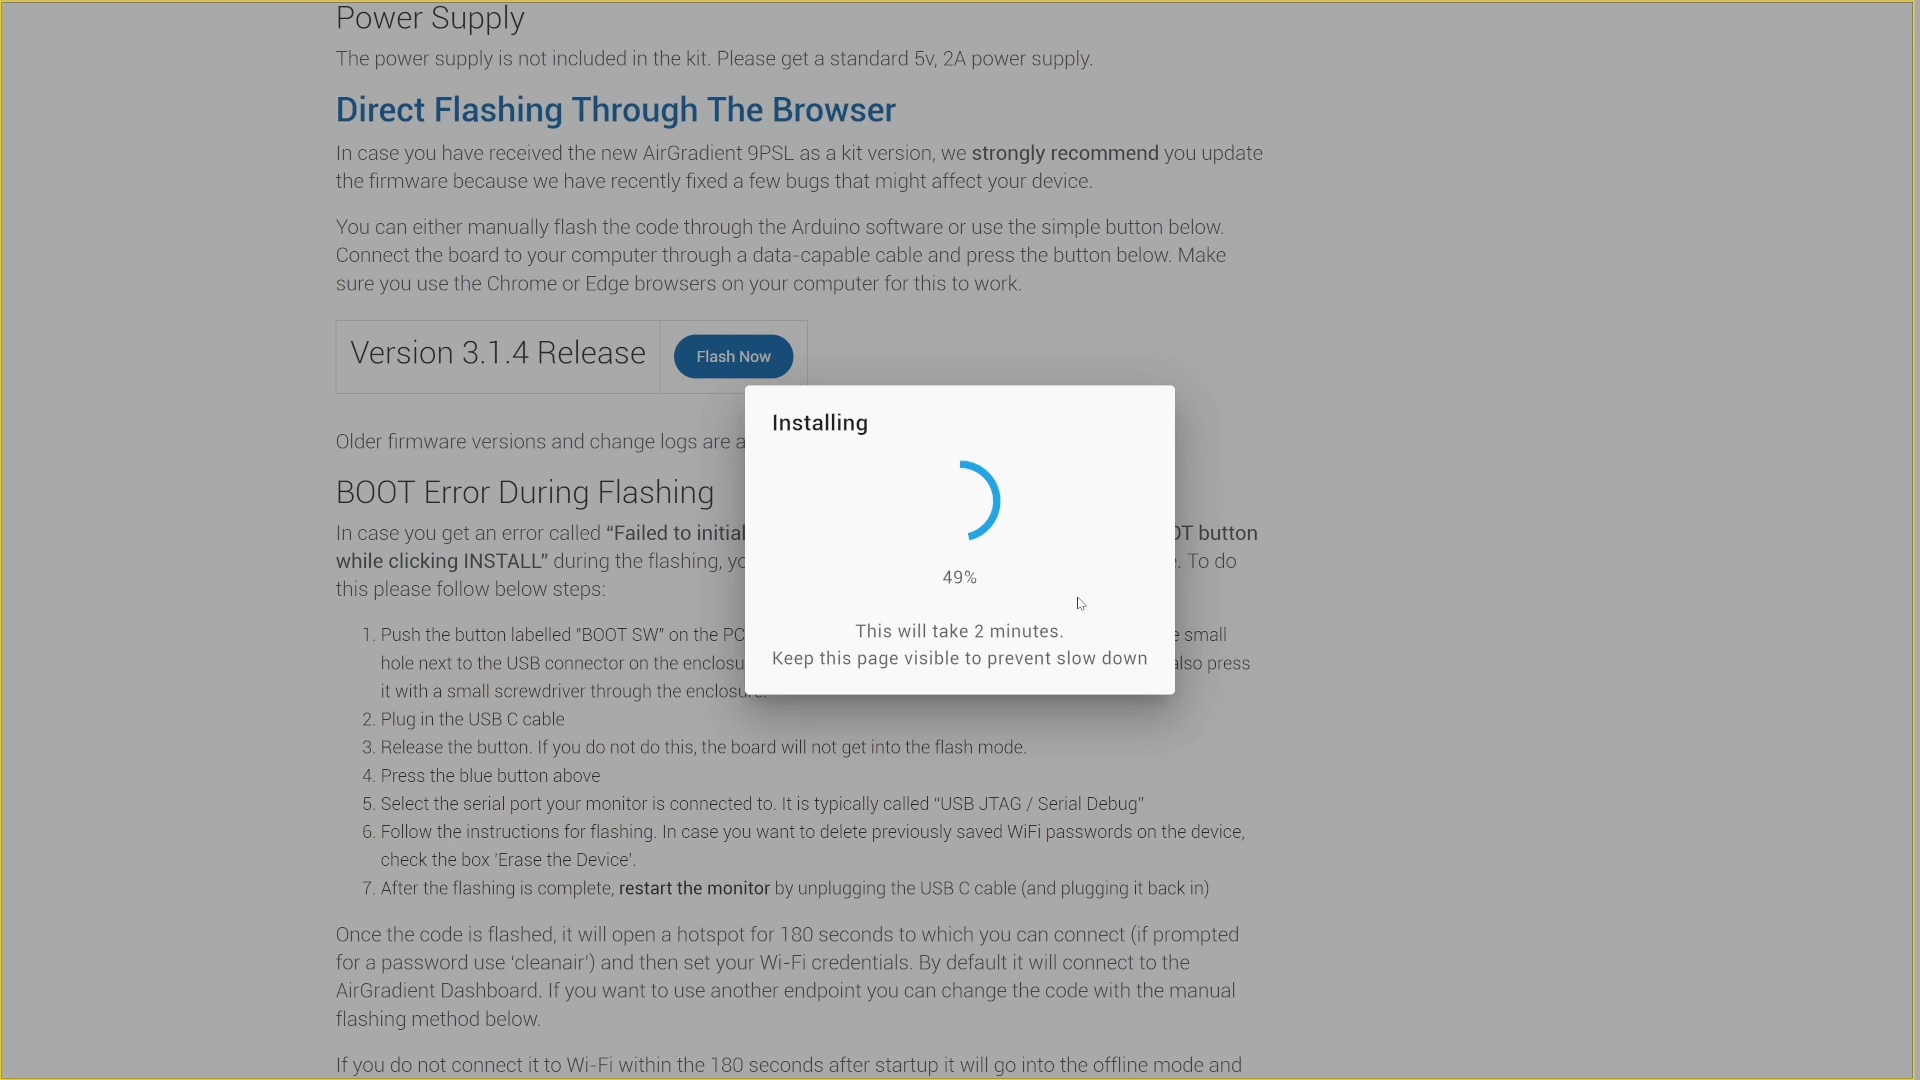 Power Supply
The power supply is not included in the kit. Please get a standard 5v, 2A power supply.
Direct Flashing Through The Browser
In case you have received the new AirGradient 9PSL as a kit version, we strongly recommend you update
the firmware because we have recently fixed a few bugs that might affect your device.
You can either manually flash the code through the Arduino software or use the simple button below.
Connect the board to your computer through a data-capable cable and press the button below. Make
sure you use the Chrome or Edge browsers on your computer for this to work.
Version 3.1.4 Release
Flash Now
Older firmware versions and change logs are a
BOOT Error During Flashing
In case you get an error called “Failed to initial OT button
while clicking INSTALL” during the flashing, yo . To do
this please follow below steps:
1. Push the button labelled "BOOT SW" on the PC e small
hole next to the USB connector on the enclosu also press
it with a small screwdriver through the enclosure.
2. Plug in the USB C cable
3. Release the button. If you do not do this, the board will not get into the flash mode.
4. Press the blue button above
5. Select the serial port your monitor is connected to. It is typically called “USB JTAG / Serial Debug”
6. Follow the instructions for flashing. In case you want to delete previously saved WiFi passwords on the device,
check the box ‘Erase the Device’.
7. After the flashing is complete, restart the monitor by unplugging the USB C cable (and plugging it back in)
Once the code is flashed, it will open a hotspot for 180 seconds to which you can connect (if prompted
for a password use ‘cleanair’) and then set your Wi-Fi credentials. By default it will connect to the
AirGradient Dashboard. If you want to use another endpoint you can change the code with the manual
flashing method below.
If you do not connect it to Wi-Fi within the 180 seconds after startup it will go into the offline mode and
Installing
49%
This will take 2 minutes.
Keep this page visible to prevent slow down